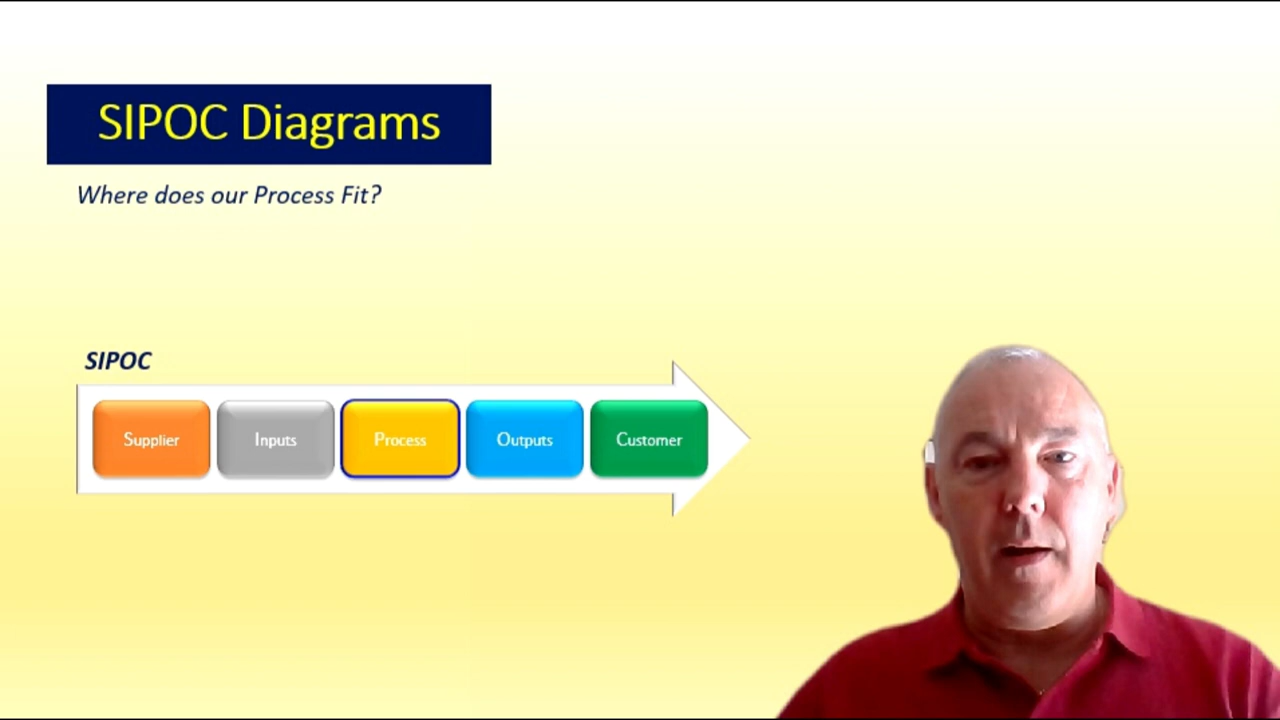 SIPOC Diagrams
Where does our Process Fit?
SIPOC
Supplier Inputs Process Outputs Customer